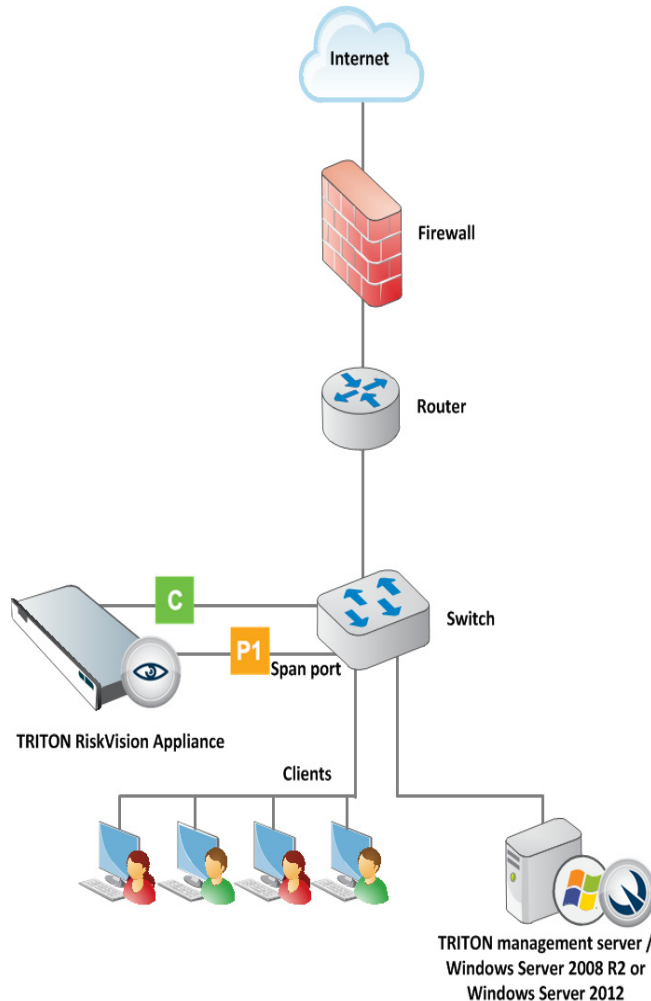 Internet
Firewall
Router
C
Switch
P1
Span port
TRITON RiskVision Appliance
Clients
TRITON management server /
Windows Server 2008 R2 or
Windows Server 2012